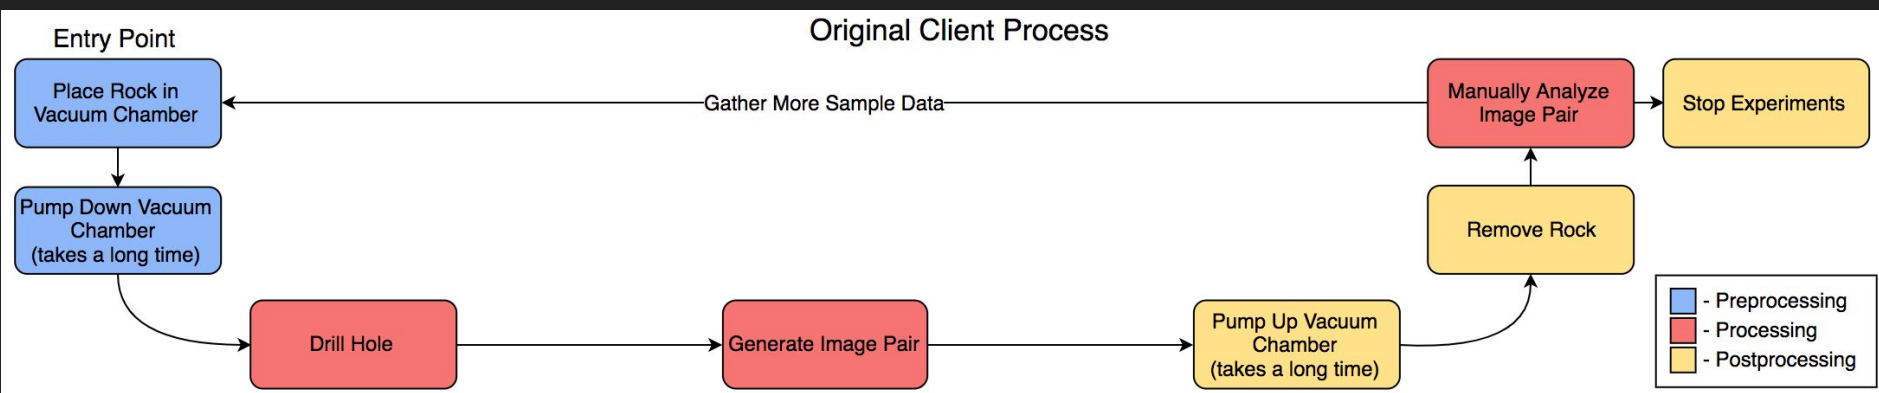 Original Client Process
Entry Point
Place Rock in
Vacuum Chamber
Gather More Sample Data
Manually Analyze
Image Pair
Stop Experiments
Pump Down Vacuum
Chamber
(takes a long time)
Remove Rock
Drill Hole
Generate Image Pair
Pump Up Vacuum
Chamber
(takes a long time)
- Preprocessing
- Processing
- Postprocessing